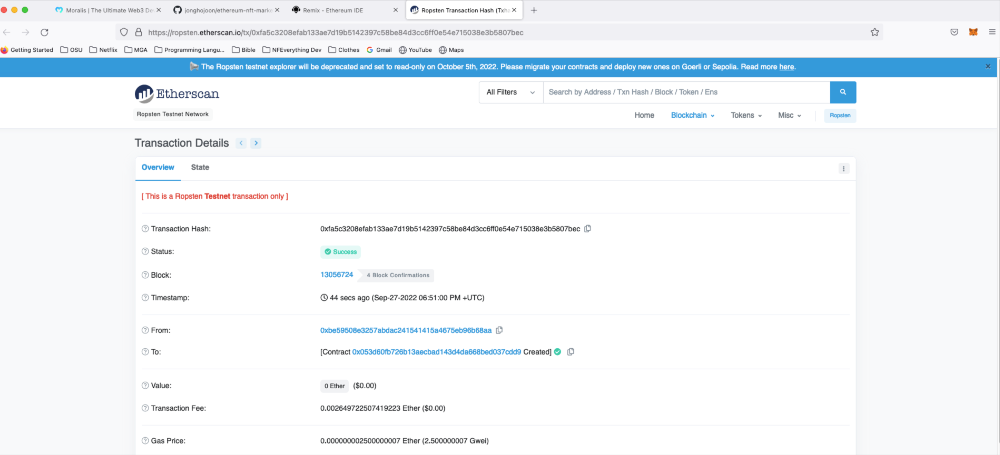 Moralis | The Ultimate Web3 De
jonghojoon/ethereum-nft-marke
Remix - Ethereum IDE
Ropsten Transaction Hash (Txha
https://ropsten.etherscan.io/tx/0xfa5c3208efab133ae7d19b5142397c58be84d3cc6ff0e54e715038e3b5807bec
Getting Started OSU Netflix MGA Programming Langu... Bible NFEverything Dev Clothes Gmail YouTube Maps
The Ropsten testnet explorer will be deprecated and set to read-only on October 5th, 2022. Please migrate your contracts and deploy new ones on Goerli or Sepolia. Read more here.
Etherscan
All Filters Search by Address / Txn Hash / Block / Token / Ens
Ropsten Testnet Network
Home Blockchain Tokens Misc Ropsten
Transaction Details
Overview State
[ This is a Ropsten Testnet transaction only ]
Transaction Hash: 0xfa5c3208efab133ae7d19b5142397c58be84d3cc6ff0e54e715038e3b5807bec
Status: Success
Block: 13056724 4 Block Confirmations
Timestamp: 44 secs ago (Sep-27-2022 06:51:00 PM +UTC)
From: 0xbe59508e3257abdac241541415a4675eb96b68aa
To: [Contract 0x053d60fb726b13aecbad143d4da668bed037cdd9 Created]
Value: 0 Ether ($0.00)
Transaction Fee: 0.002649722507419223 Ether ($0.00)
Gas Price: 0.000000002500000007 Ether (2.500000007 Gwei)